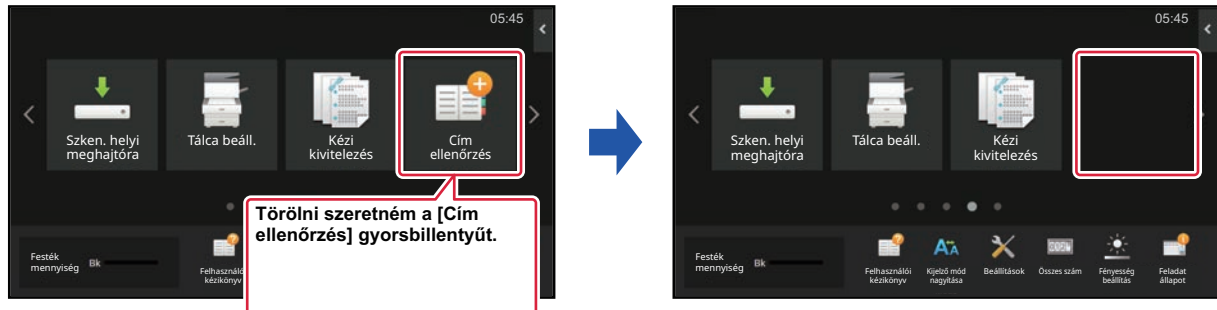 05:45
Szken. helyi
meghajtóra
Tálca beáll.
Kézi
kivitelezés
Cím
ellenőrzés
Törölni szeretném a [Cím
ellenőrzés] gyorsbillentyűt.
Festék
mennyiség
Bk
Felhasználó
kézikönyv
05:45
Szken. helyi
meghajtóra
Tálca beáll.
Kézi
kivitelezés
Festék
mennyiség
Bk
Felhasználói
kézikönyv
Kijelző mód
nagyítása
Beállítások
Összes szám
Fényesség
beállítás
Feladat
állapot